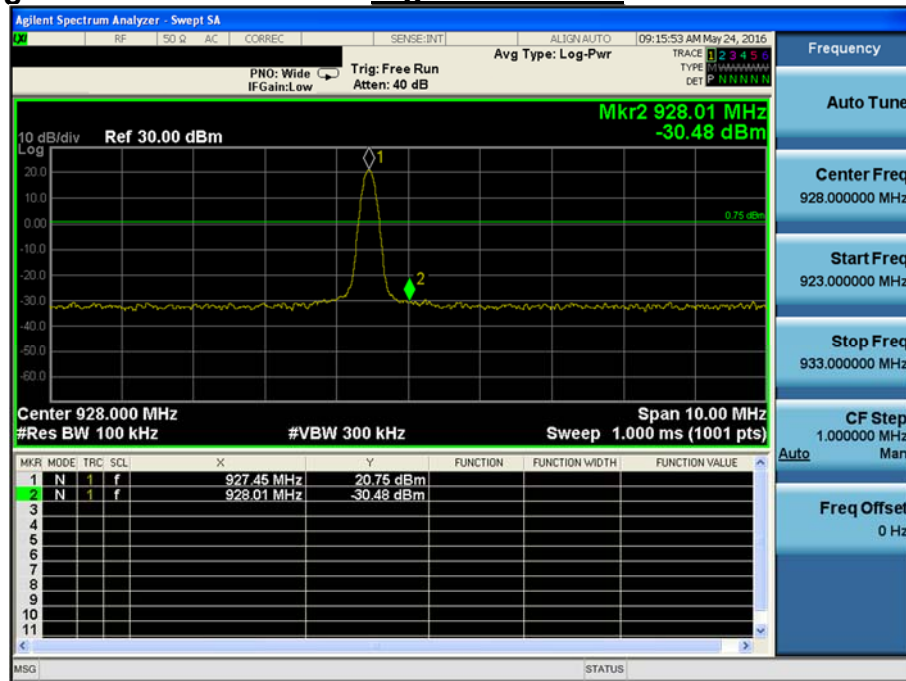 Agilent Spectrum Analyzer - Swept SA
RF 50 Ω AC CORREC SENSE:INT ALIGN AUTO 09:15:53 AM May 24, 2016
Avg Type: Log-Pwr
TRACE 1 2 3 4 5 6
PNO: Wide Trig: Free Run
TYPE M
IFGain:Low Atten: 40 dB
DET P N N N N N
Mkr2 928.01 MHz
10 dB/div Ref 30.00 dBm -30.48 dBm
Log
1
20.0
10.0
0.75 dBm
0.00
-10.0
-20.0
2
-30.0
-40.0
-50.0
-60.0
Center 928.000 MHz Span 10.00 MHz
#Res BW 100 kHz #VBW 300 kHz Sweep 1.000 ms (1001 pts)
MKR MODE TRC SCL X Y FUNCTION FUNCTION WIDTH FUNCTION VALUE
1 N 1 f 927.45 MHz 20.75 dBm
2 N 1 f 928.01 MHz -30.48 dBm
3
4
5
6
7
8
9
10
11
MSG STATUS
Frequency
Auto Tune
Center Freq
928.000000 MHz
Start Freq
923.000000 MHz
Stop Freq
933.000000 MHz
CF Step
1.000000 MHz
Auto Man
Freq Offset
0 Hz